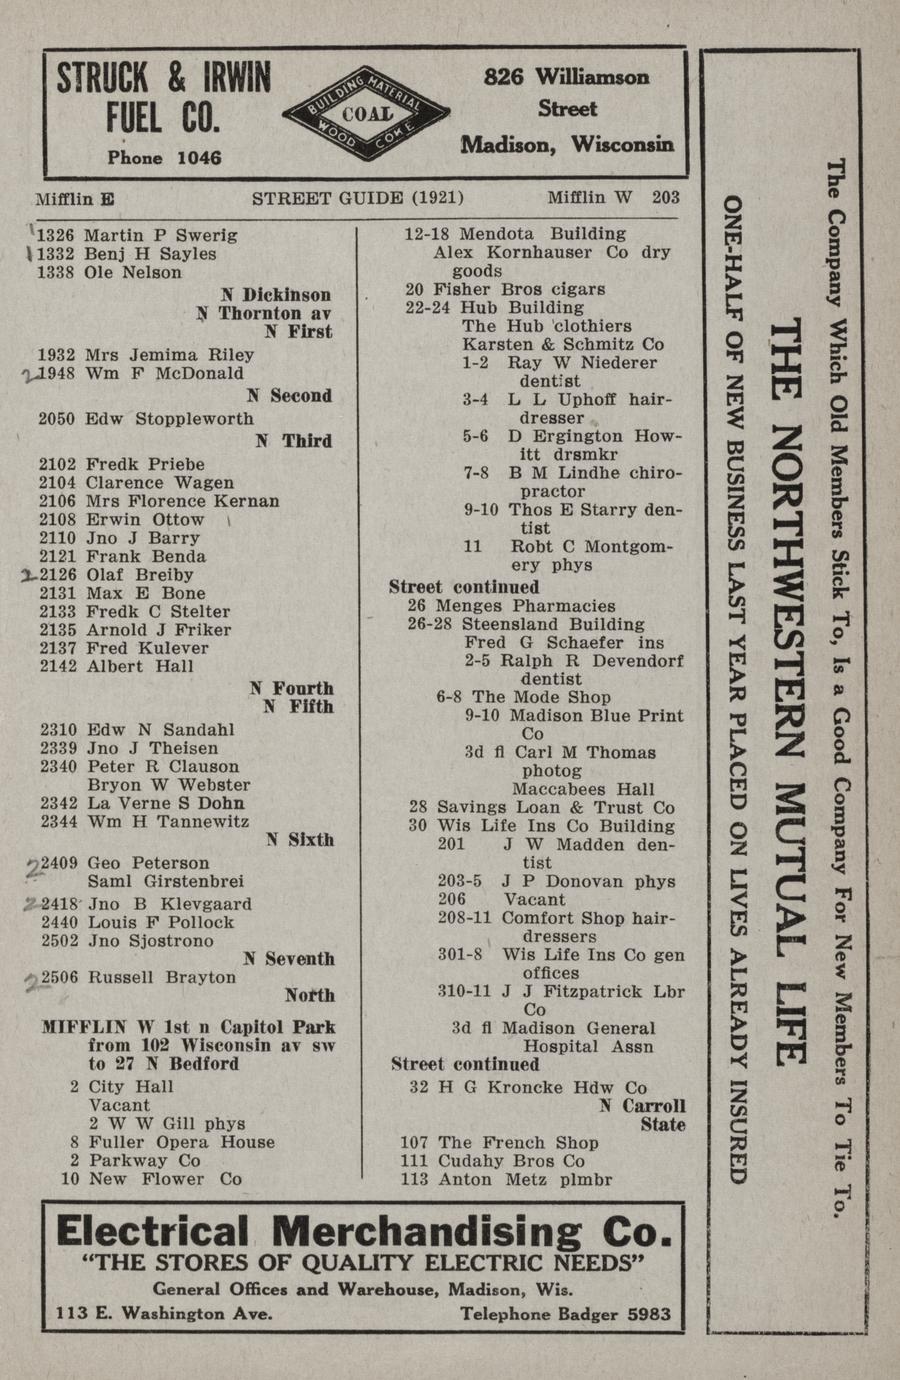 STRUCK & IRWIN
FUEL CO.
Phone 1046
BUILDING MATERIAL
COAL
WOOD COKE
826 Williamson
Street
Madison, Wisconsin
Mifflin E STREET GUIDE (1921) Mifflin W 203
1326 Martin P Swerig
1332 Benj H Sayles
1338 Ole Nelson
N Dickinson
N Thornton av
N First
1932 Mrs Jemima Riley
2 1948 Wm F McDonald
N Second
2050 Edw Stoppleworth
N Third
2102 Fredk Priebe
2104 Clarence Wagen
2106 Mrs Florence Kernan
2108 Erwin Ottow
2110 Jno J Barry
2121 Frank Benda
2 2126 Olaf Breiby
2131 Max E Bone
2133 Fredk C Stelter
2135 Arnold J Friker
2137 Fred Kulever
2142 Albert Hall
N Fourth
N Fifth
2310 Edw N Sandahl
2339 Jno J Theisen
2340 Peter R Clauson
Bryon W Webster
2342 La Verne S Dohn
2344 Wm H Tannewitz
N Sixth
2 2409 Geo Peterson
Saml Girstenbrei
2 2418 Jno B Klevgaard
2440 Louis F Pollock
2502 Jno Sjostrono
N Seventh
2 2506 Russell Brayton
North
MIFFLIN W 1st n Capitol Park
from 102 Wisconsin av sw
to 27 N Bedford
2 City Hall
Vacant
2 W W Gill phys
8 Fuller Opera House
2 Parkway Co
10 New Flower Co
12-18 Mendota Building
Alex Kornhauser Co dry
goods
20 Fisher Bros cigars
22-24 Hub Building
The Hub clothiers
Karsten & Schmitz Co
1-2 Ray W Niederer
dentist
3-4 L L Uphoff hair-
dresser
5-6 D Ergington How-
itt drsmkr
7-8 B M Lindhe chiro-
practor
9-10 Thos E Starry den-
tist
11 Robt C Montgom-
ery phys
Street continued
26 Menges Pharmacies
26-28 Steensland Building
Fred G Schaefer ins
2-5 Ralph R Devendorf
dentist
6-8 The Mode Shop
9-10 Madison Blue Print
Co
3d fl Carl M Thomas
photog
Maccabees Hall
28 Savings Loan & Trust Co
30 Wis Life Ins Co Building
201 J W Madden den-
tist
203-5 J P Donovan phys
206 Vacant
208-11 Comfort Shop hair-
dressers
301-8 Wis Life Ins Co gen
offices
310-11 J J Fitzpatrick Lbr
Co
3d fl Madison General
Hospital Assn
Street continued
32 H G Kroncke Hdw Co
N Carroll
State
107 The French Shop
111 Cudahy Bros Co
113 Anton Metz plmbr
Electrical Merchandising Co.
“THE STORES OF QUALITY ELECTRIC NEEDS”
General Offices and Warehouse, Madison, Wis.
113 E. Washington Ave. Telephone Badger 5983
The Company Which Old Members Stick To, Is a Good Company For New Members To Tie To.
THE NORTHWESTERN MUTUAL LIFE
ONE-HALF OF NEW BUSINESS LAST YEAR PLACED ON LIVES ALREADY INSURED